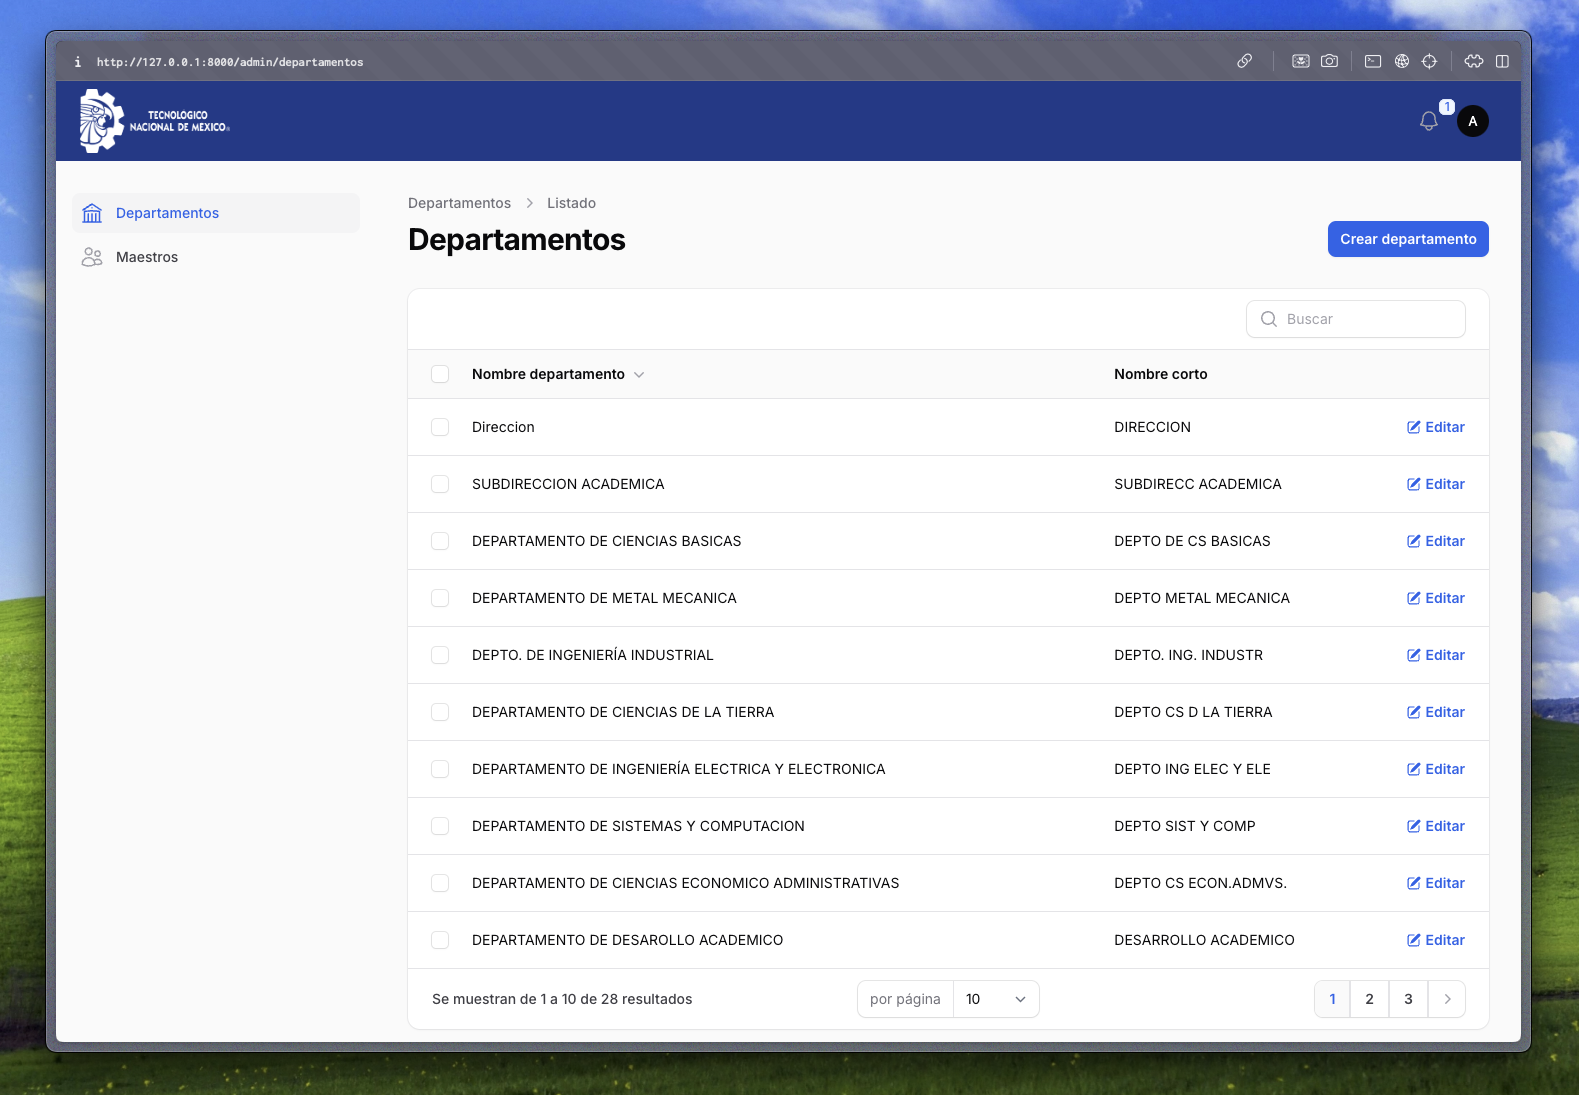 i http://127.0.0.1:8000/admin/departamentos
TECNOLÓGICO
NACIONAL DE MÉXICO
1
A
Departamentos
Maestros
Departamentos > Listado
Departamentos
Crear departamento
Buscar
Nombre departamento Nombre corto
Direccion DIRECCION Editar
SUBDIRECCION ACADEMICA SUBDIRECC ACADEMICA Editar
DEPARTAMENTO DE CIENCIAS BASICAS DEPTO DE CS BASICAS Editar
DEPARTAMENTO DE METAL MECANICA DEPTO METAL MECANICA Editar
DEPTO. DE INGENIERÍA INDUSTRIAL DEPTO. ING. INDUSTR Editar
DEPARTAMENTO DE CIENCIAS DE LA TIERRA DEPTO CS D LA TIERRA Editar
DEPARTAMENTO DE INGENIERÍA ELECTRICA Y ELECTRONICA DEPTO ING ELEC Y ELE Editar
DEPARTAMENTO DE SISTEMAS Y COMPUTACION DEPTO SIST Y COMP Editar
DEPARTAMENTO DE CIENCIAS ECONOMICO ADMINISTRATIVAS DEPTO CS ECON.ADMVS. Editar
DEPARTAMENTO DE DESAROLLO ACADEMICO DESARROLLO ACADEMICO Editar
Se muestran de 1 a 10 de 28 resultados por página 10 1 2 3